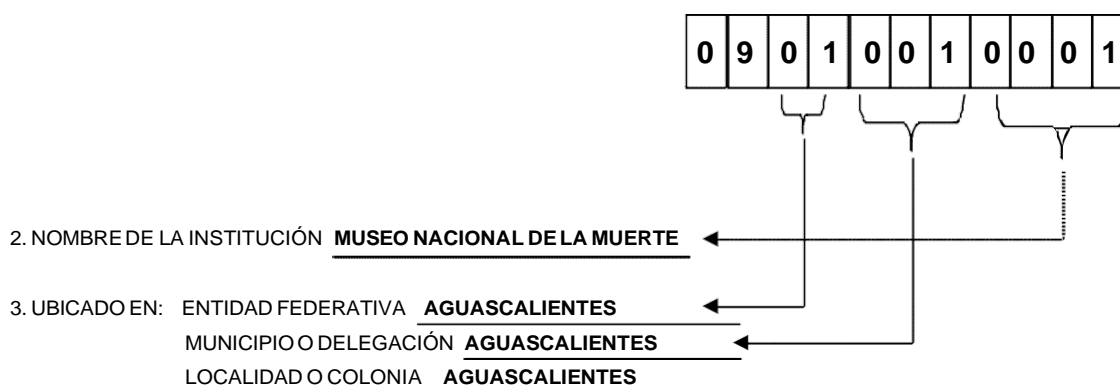 0 9 0 1 0 0 1 0 0 0 1
2. NOMBRE DE LA INSTITUCIÓN MUSEO NACIONAL DE LA MUERTE
3. UBICADO EN: ENTIDAD FEDERATIVA AGUASCALIENTES
MUNICIPIO O DELEGACIÓN AGUASCALIENTES
LOCALIDAD O COLONIA AGUASCALIENTES